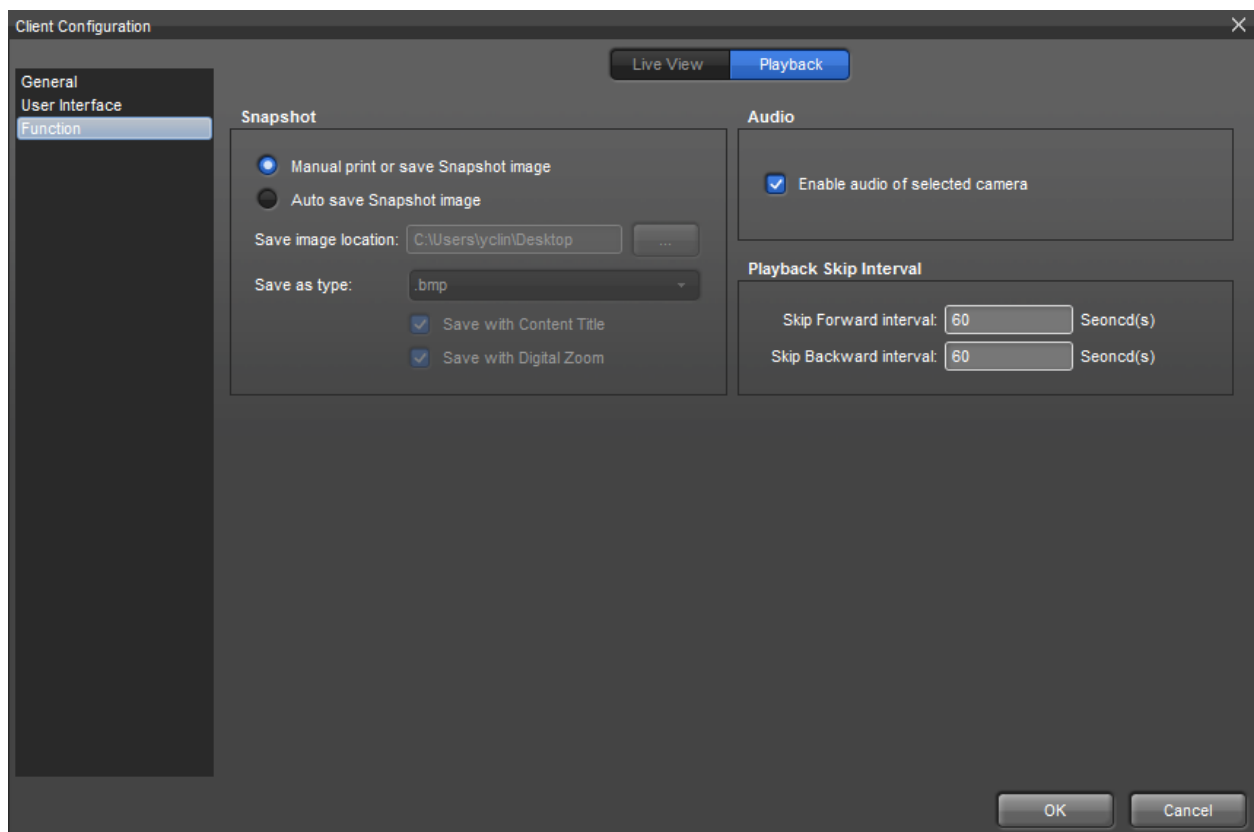 Client Configuration
Live View
Playback
General
User Interface
Function
Snapshot
Manual print or save Snapshot image
Auto save Snapshot image
Save image location: C:\Users\yclin\Desktop ...
Save as type: .bmp
Save with Content Title
Save with Digital Zoom
Audio
Enable audio of selected camera
Playback Skip Interval
Skip Forward interval: 60 Seoncd(s)
Skip Backward interval: 60 Seoncd(s)
OK
Cancel